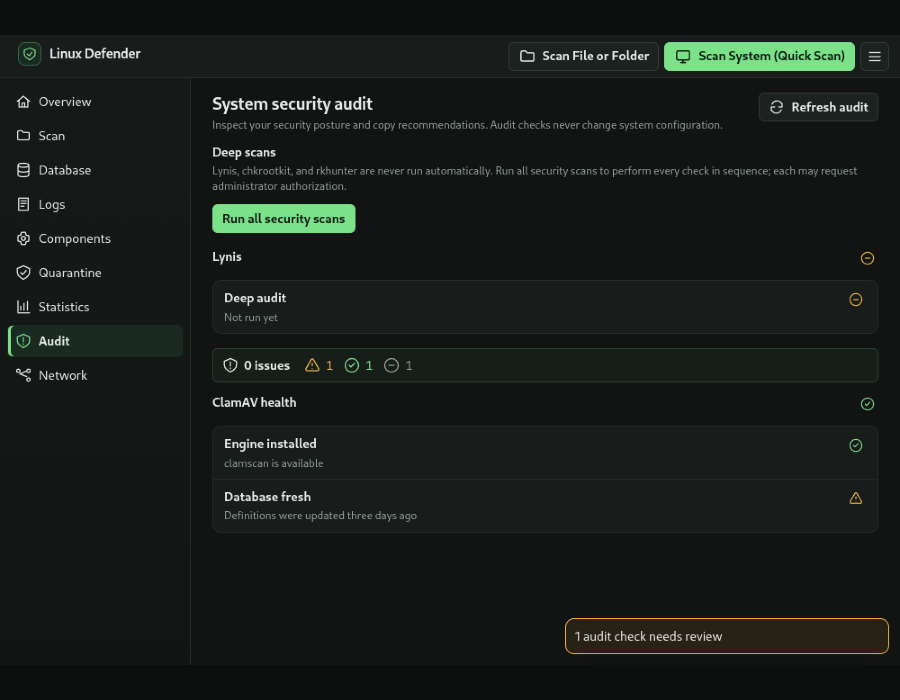 Linux Defender
Scan File or Folder
Scan System (Quick Scan)
Overview
Scan
Database
Logs
Components
Quarantine
Statistics
Audit
Network
System security audit
Refresh audit
Inspect your security posture and copy recommendations. Audit checks never change system configuration.
Deep scans
Lynis, chkrootkit, and rkhunter are never run automatically. Run all security scans to perform every check in sequence; each may request
administrator authorization.
Run all security scans
Lynis
Deep audit
Not run yet
0 issues 1 1 1
ClamAV health
Engine installed
clamscan is available
Database fresh
Definitions were updated three days ago
1 audit check needs review